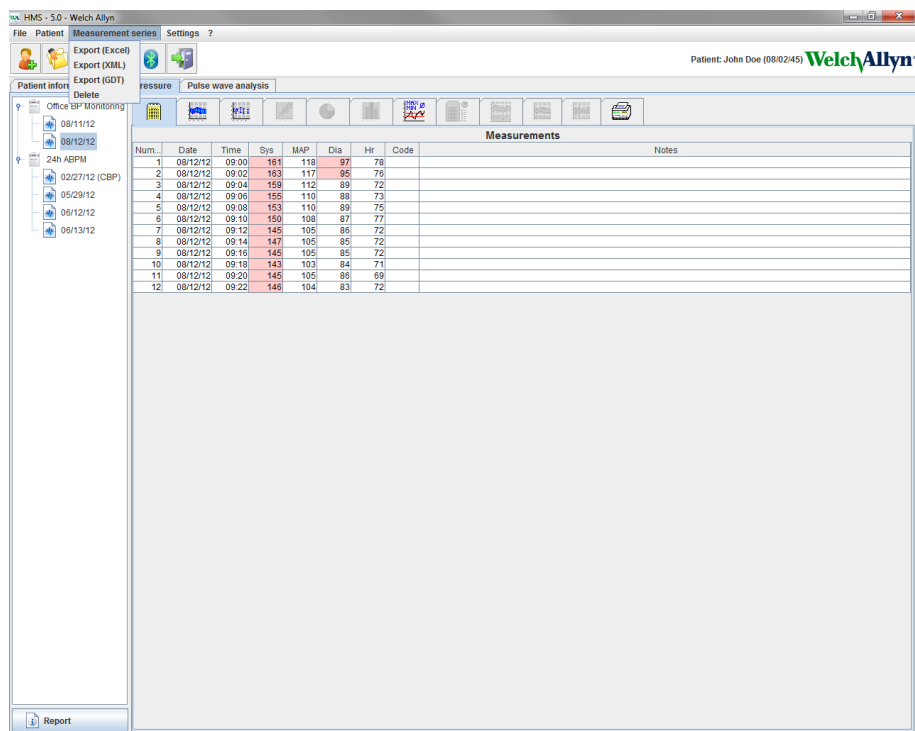 HMS - 5.0 - Welch Allyn
File Patient Measurement series Settings ?
Export (Excel)
Export (XML)
Export (GDT)
Delete
Patient: John Doe (08/02/45) WelchAllyn
Patient infor ressure Pulse wave analysis
Office BP Monitoring
08/11/12
08/12/12
24h ABPM
02/27/12 (CBP)
05/29/12
06/12/12
06/13/12
MAX Ø
MIN
Measurements
Num... Date Time Sys MAP Dia Hr Code Notes
1 08/12/12 09:00 161 118 97 78
2 08/12/12 09:02 163 117 95 76
3 08/12/12 09:04 159 112 89 72
4 08/12/12 09:06 155 110 88 73
5 08/12/12 09:08 153 110 89 75
6 08/12/12 09:10 150 108 87 77
7 08/12/12 09:12 145 105 86 72
8 08/12/12 09:14 147 105 85 72
9 08/12/12 09:16 145 105 85 72
10 08/12/12 09:18 143 103 84 71
11 08/12/12 09:20 145 105 86 69
12 08/12/12 09:22 146 104 83 72
Report